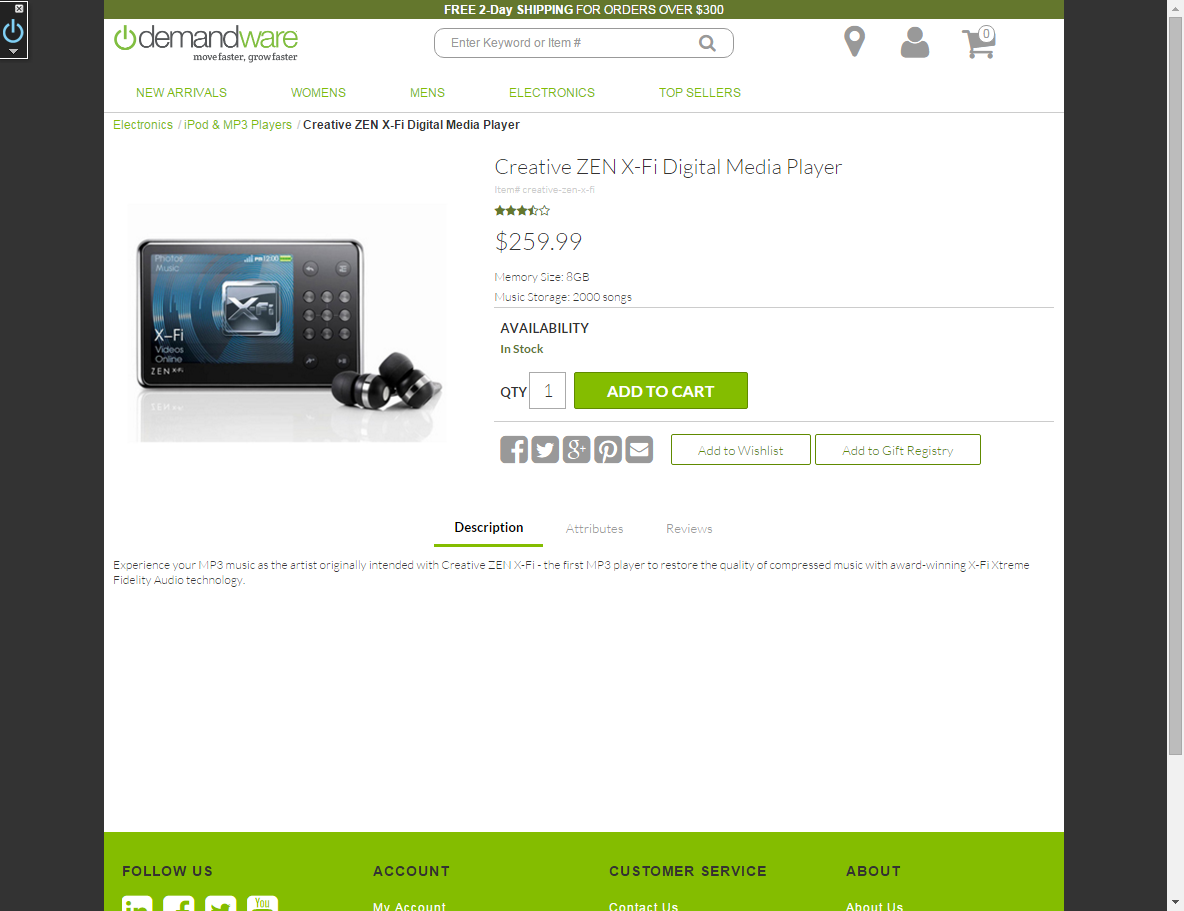 FREE 2-Day SHIPPING FOR ORDERS OVER $300
demandware
move faster, grow faster
Enter Keyword or Item #
0
NEW ARRIVALS WOMENS MENS ELECTRONICS TOP SELLERS
Electronics / iPod & MP3 Players / Creative ZEN X-Fi Digital Media Player
Creative ZEN X-Fi Digital Media Player
Item# creative-zen-x-fi
$259.99
Memory Size: 8GB
Music Storage: 2000 songs
AVAILABILITY
In Stock
QTY 1 ADD TO CART
Add to Wishlist Add to Gift Registry
Photos
Music
12:00
X-Fi
X-Fi
Videos
Online
ZEN X-Fi
Description Attributes Reviews
Experience your MP3 music as the artist originally intended with Creative ZEN X-Fi - the first MP3 player to restore the quality of compressed music with award-winning X-Fi Xtreme
Fidelity Audio technology.
FOLLOW US ACCOUNT CUSTOMER SERVICE ABOUT
in You
My Account Contact Us About Us